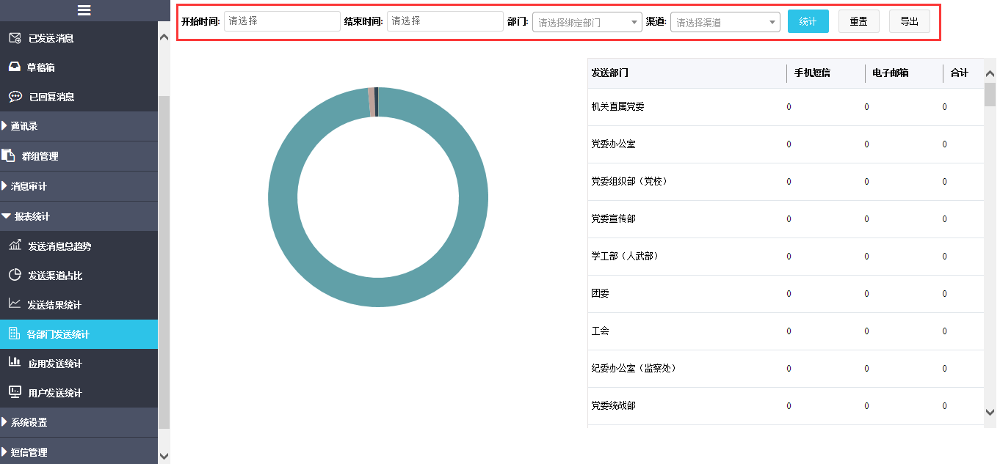 开始时间: 请选择 结束时间: 请选择 部门: 请选择绑定部门 渠道: 请选择渠道 统计 重置 导出
已发送消息
草稿箱
已回复消息
通讯录
群组管理
消息审计
报表统计
发送消息总趋势
发送渠道占比
发送结果统计
各部门发送统计
应用发送统计
用户发送统计
系统设置
短信管理
发送部门 手机短信 电子邮箱 合计
机关直属党委 0 0 0
党委办公室 0 0 0
党委组织部（党校） 0 0 0
党委宣传部 0 0 0
学工部（人武部） 0 0 0
团委 0 0 0
工会 0 0 0
纪委办公室（监察处） 0 0 0
党委统战部 0 0 0